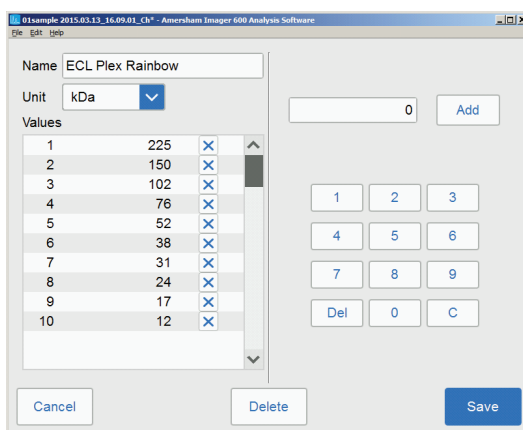 01sample 2015.03.13_16.09.01_Ch* - Amersham Imager 600 Analysis Software
File Edit Help
Name ECL Plex Rainbow
Unit kDa
0 Add
Values
1 225
2 150
3 102
4 76
5 52
6 38
7 31
8 24
9 17
10 12
1 2 3
4 5 6
7 8 9
Del 0 C
Cancel Delete Save